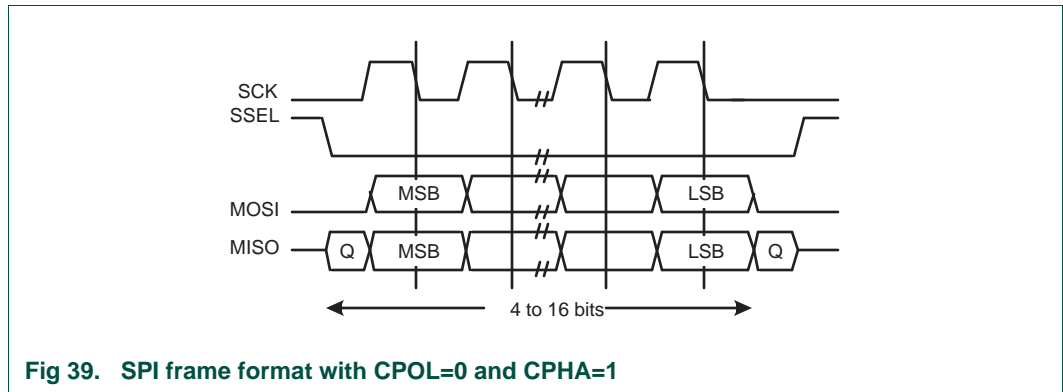 SCK
SSEL
MOSI
MSB
LSB
MISO
Q
MSB
LSB
Q
4 to 16 bits
Fig 39. SPI frame format with CPOL=0 and CPHA=1